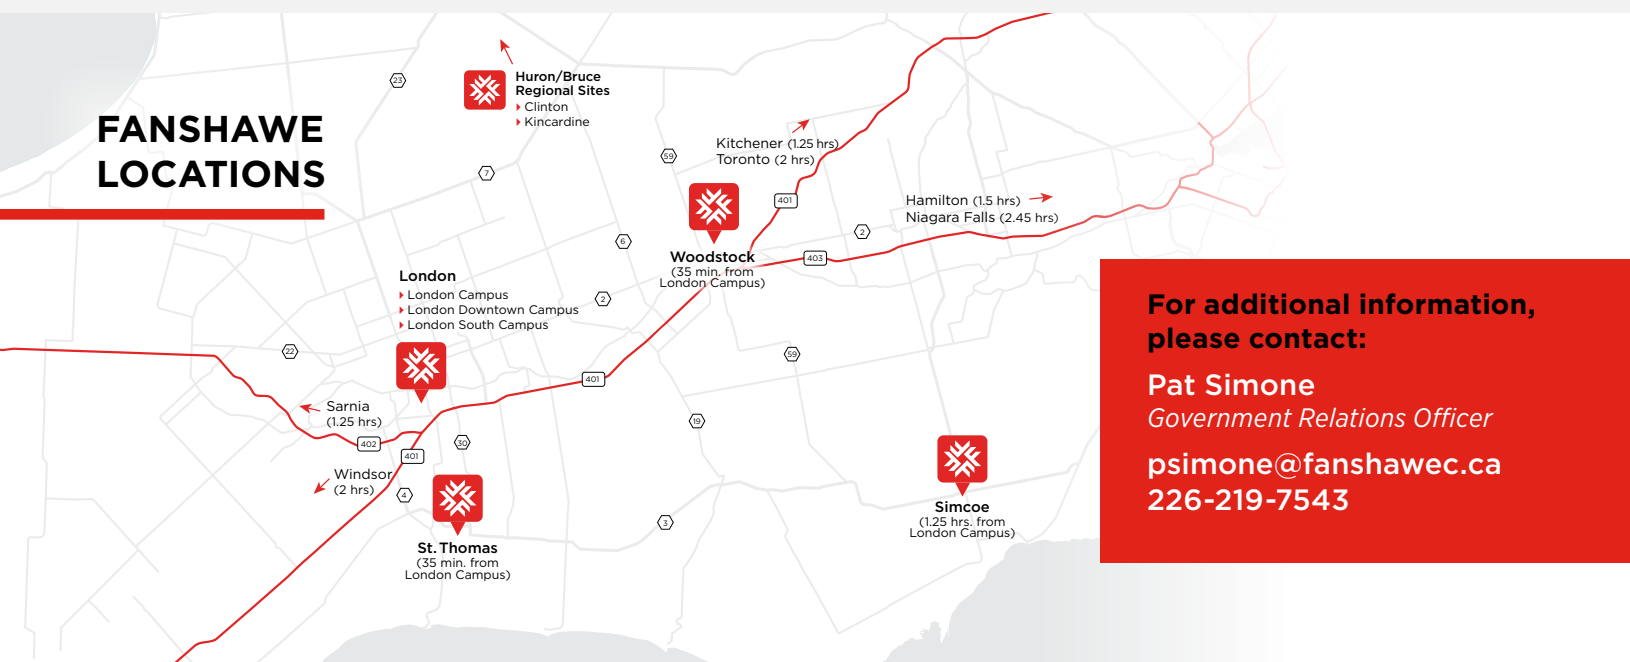 FANSHAWE
LOCATIONS
23
Huron/Bruce
Regional Sites
Clinton
Kincardine
7
59
Kitchener (1.25 hrs)
Toronto (2 hrs)
401
Hamilton (1.5 hrs)
Niagara Falls (2.45 hrs)
2
6
Woodstock
(35 min. from
London Campus)
403
London
London Campus
London Downtown Campus
London South Campus
2
22
59
401
Sarnia
(1.25 hrs)
402
401
30
19
Windsor
(2 hrs)
4
3
St. Thomas
(35 min. from
London Campus)
Simcoe
(1.25 hrs. from
London Campus)
For additional information,
please contact:
Pat Simone
Government Relations Officer
psimone@fanshawec.ca
226-219-7543